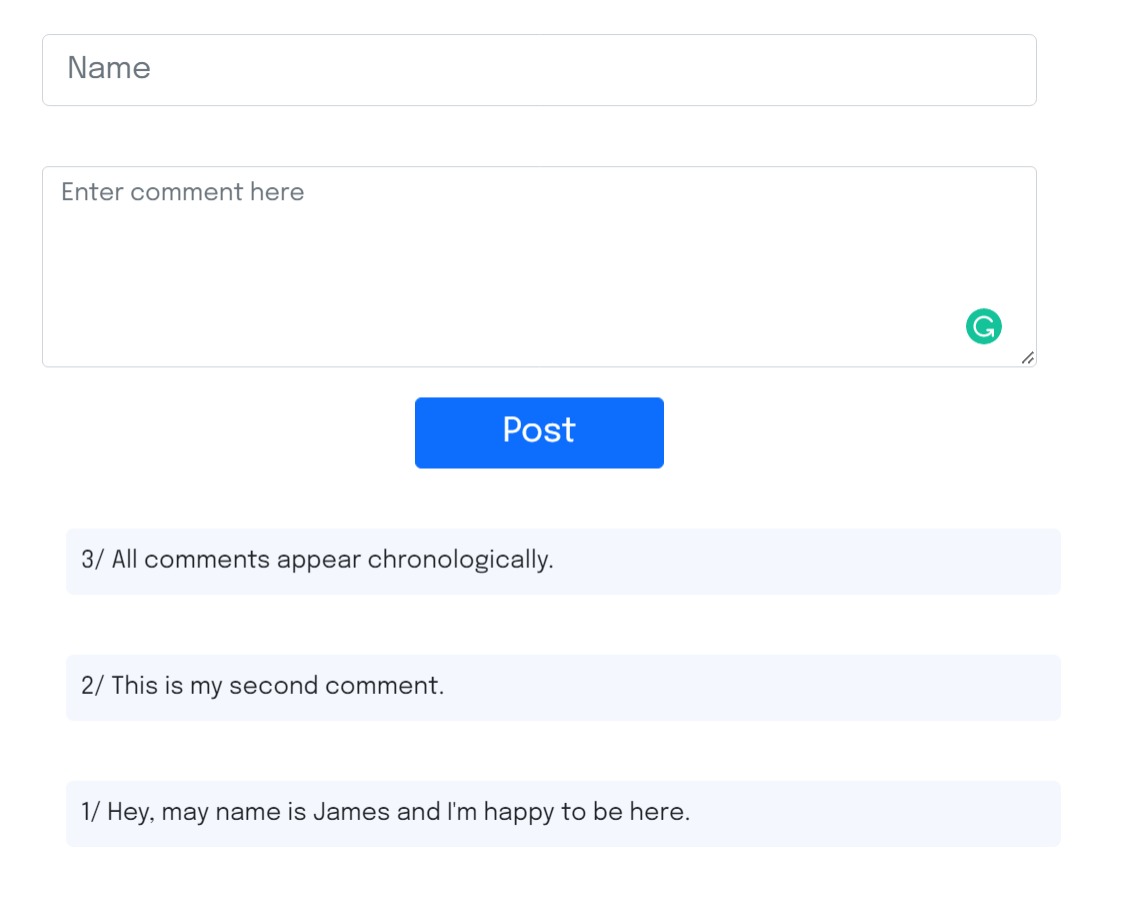 Name
Enter comment here
Post
3/ All comments appear chronologically.
2/ This is my second comment.
1/ Hey, may name is James and I'm happy to be here.